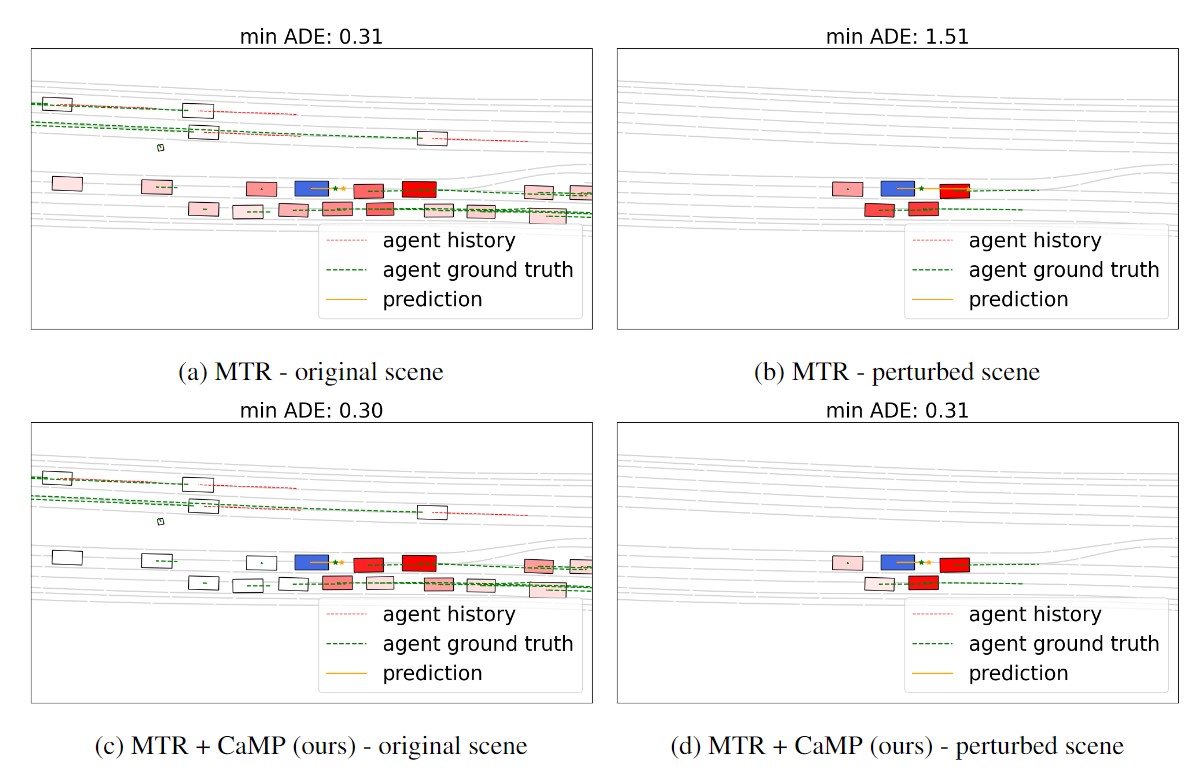 min ADE: 0.31
min ADE: 1.51
agent history
agent ground truth
prediction
agent history
agent ground truth
prediction
(a) MTR - original scene
(b) MTR - perturbed scene
min ADE: 0.30
min ADE: 0.31
agent history
agent ground truth
prediction
agent history
agent ground truth
prediction
(c) MTR + CaMP (ours) - original scene
(d) MTR + CaMP (ours) - perturbed scene